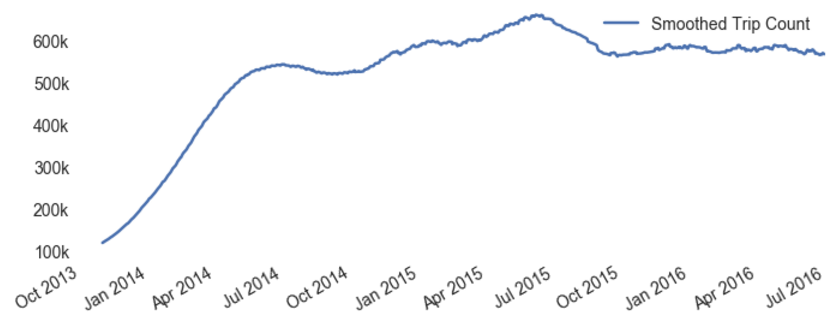 Smoothed Trip Count
600k
500k
400k
300k
200k
100k
Oct 2013
Jan 2014
Apr 2014
Jul 2014
Oct 2014
Jan 2015
Apr 2015
Jul 2015
Oct 2015
Jan 2016
Apr 2016
Jul 2016